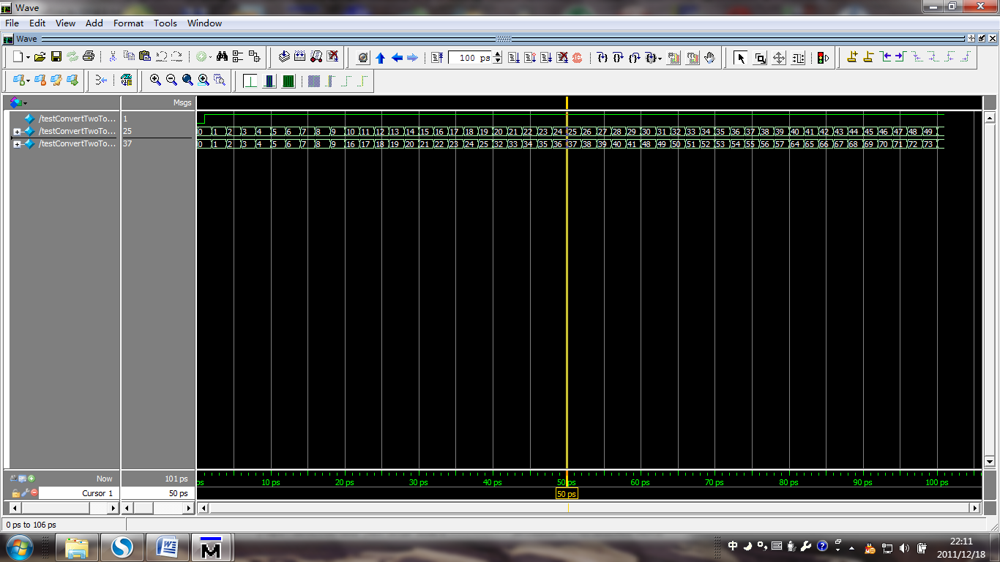 Wave
File Edit View Add Format Tools Window
Wave
100 ps
Msgs
/testConvertTwoTo... 1
/testConvertTwoTo... 25 0 1 2 3 4 5 6 7 8 9 10 11 12 13 14 15 16 17 18 19 20 21 22 23 24 25 26 27 28 29 30 31 32 33 34 35 36 37 38 39 40 41 42 43 44 45 46 47 48 49
/testConvertTwoTo... 37 0 1 2 3 4 5 6 7 8 9 16 17 18 19 20 21 22 23 24 25 32 33 34 35 36 37 38 39 40 41 48 49 50 51 52 53 54 55 56 57 64 65 66 67 68 69 70 71 72 73
Now 101 ps ps 10 ps 20 ps 30 ps 40 ps 50 ps 60 ps 70 ps 80 ps 90 ps 100 ps
Cursor 1 50 ps 50 ps
0 ps to 106 ps
中 22:11
2011/12/18